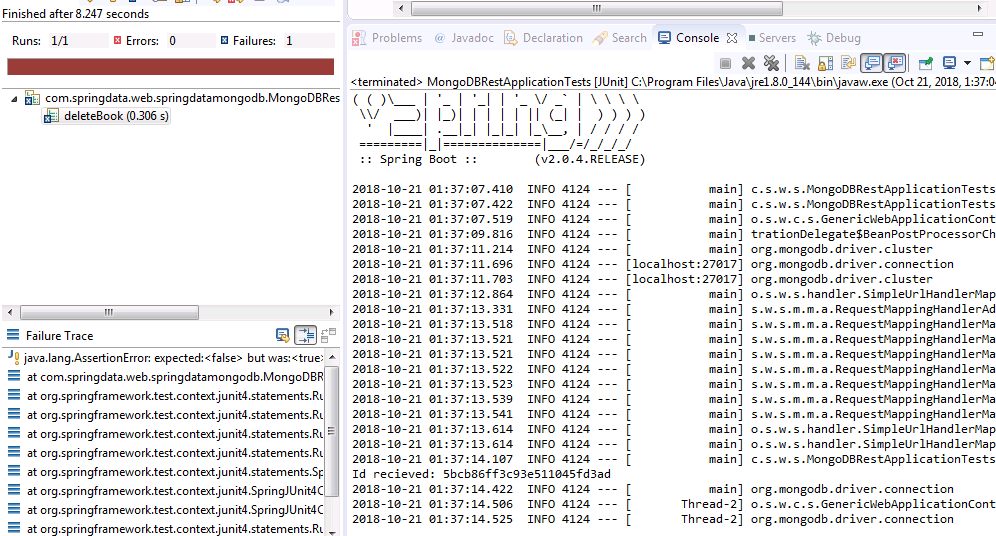 Finished after 8.247 seconds
Runs: 1/1 Errors: 0 Failures: 1
com.springdata.web.springdatamongodb.MongoDBRes
deleteBook (0.306 s)
Failure Trace
java.lang.AssertionError: expected:<false> but was:<true>
at com.springdata.web.springdatamongodb.MongoDBR
at org.springframework.test.context.junit4.statements.Ru
at org.springframework.test.context.junit4.statements.Ru
at org.springframework.test.context.junit4.statements.Ru
at org.springframework.test.context.junit4.statements.Ru
at org.springframework.test.context.junit4.statements.Sp
at org.springframework.test.context.junit4.SpringJUnit4C
at org.springframework.test.context.junit4.SpringJUnit4C
at org.springframework.test.context.junit4.statements.Ru
Problems @ Javadoc Declaration Search Console Servers Debug
<terminated> MongoDBRestApplicationTests [JUnit] C:\Program Files\Java\jre1.8.0_144\bin\javaw.exe (Oct 21, 2018, 1:37:0
( ( )\___ | '_ | '_| | '_ \/ _` | \ \ \ \
\\/  ___)| |_)| | | | | || (_| |  ) ) ) )
'  |____| .__|_| |_|_| |_\__, | / / / /
=========|_|==============|___/=/_/_/_/
:: Spring Boot :: (v2.0.4.RELEASE)
2018-10-21 01:37:07.410 INFO 4124 --- [ main] c.s.w.s.MongoDBRestApplicationTests
2018-10-21 01:37:07.422 INFO 4124 --- [ main] c.s.w.s.MongoDBRestApplicationTests
2018-10-21 01:37:07.519 INFO 4124 --- [ main] o.s.w.c.s.GenericWebApplicationCont
2018-10-21 01:37:09.816 INFO 4124 --- [ main] trationDelegate$BeanPostProcessorCh
2018-10-21 01:37:11.214 INFO 4124 --- [ main] org.mongodb.driver.cluster
2018-10-21 01:37:11.696 INFO 4124 --- [localhost:27017] org.mongodb.driver.connection
2018-10-21 01:37:11.703 INFO 4124 --- [localhost:27017] org.mongodb.driver.cluster
2018-10-21 01:37:12.864 INFO 4124 --- [ main] o.s.w.s.handler.SimpleUrlHandlerMap
2018-10-21 01:37:13.331 INFO 4124 --- [ main] s.w.s.m.m.a.RequestMappingHandlerAd
2018-10-21 01:37:13.518 INFO 4124 --- [ main] s.w.s.m.m.a.RequestMappingHandlerMa
2018-10-21 01:37:13.521 INFO 4124 --- [ main] s.w.s.m.m.a.RequestMappingHandlerMa
2018-10-21 01:37:13.521 INFO 4124 --- [ main] s.w.s.m.m.a.RequestMappingHandlerMa
2018-10-21 01:37:13.522 INFO 4124 --- [ main] s.w.s.m.m.a.RequestMappingHandlerMa
2018-10-21 01:37:13.523 INFO 4124 --- [ main] s.w.s.m.m.a.RequestMappingHandlerMa
2018-10-21 01:37:13.539 INFO 4124 --- [ main] s.w.s.m.m.a.RequestMappingHandlerMa
2018-10-21 01:37:13.541 INFO 4124 --- [ main] s.w.s.m.m.a.RequestMappingHandlerMa
2018-10-21 01:37:13.614 INFO 4124 --- [ main] o.s.w.s.handler.SimpleUrlHandlerMap
2018-10-21 01:37:13.614 INFO 4124 --- [ main] o.s.w.s.handler.SimpleUrlHandlerMap
2018-10-21 01:37:14.107 INFO 4124 --- [ main] c.s.w.s.MongoDBRestApplicationTests
Id recieved: 5bcb86ff3c93e511045fd3ad
2018-10-21 01:37:14.422 INFO 4124 --- [ main] org.mongodb.driver.connection
2018-10-21 01:37:14.506 INFO 4124 --- [ Thread-2] o.s.w.c.s.GenericWebApplicationCont
2018-10-21 01:37:14.525 INFO 4124 --- [ Thread-2] org.mongodb.driver.connection